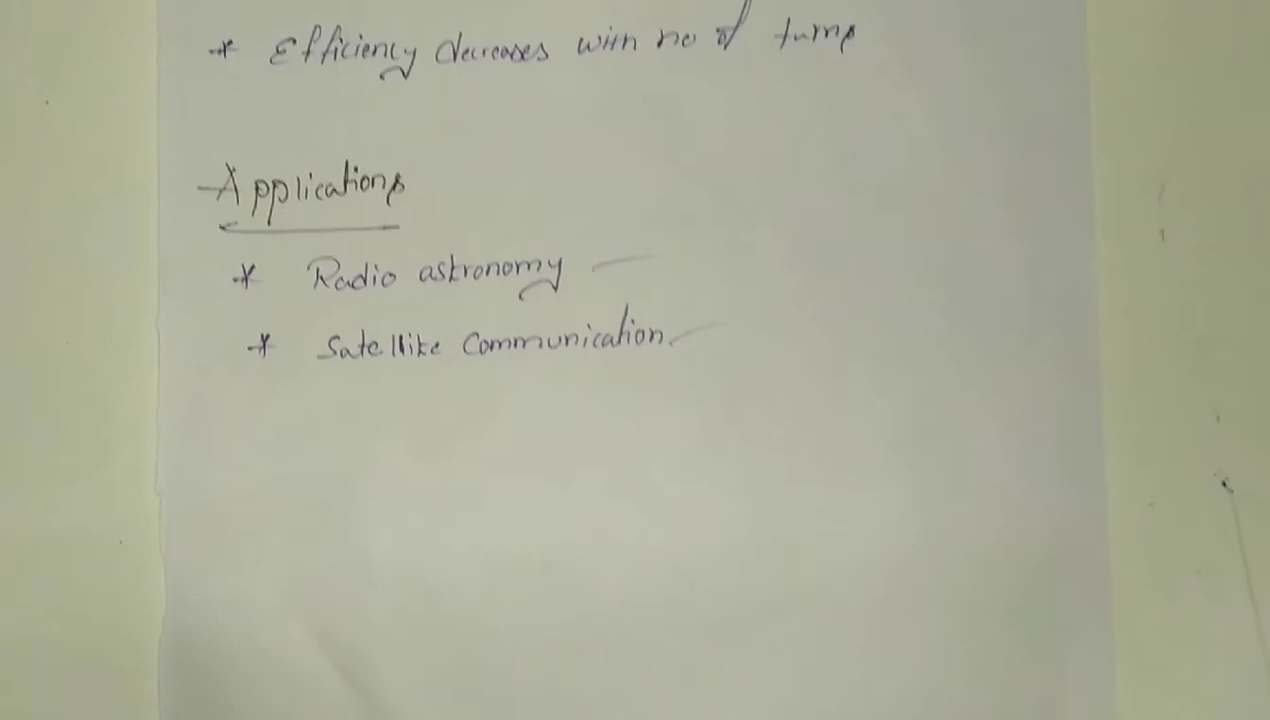 * Efficiency decreases with no of turns
Applications
* Radio astronomy
* Satellite Communication